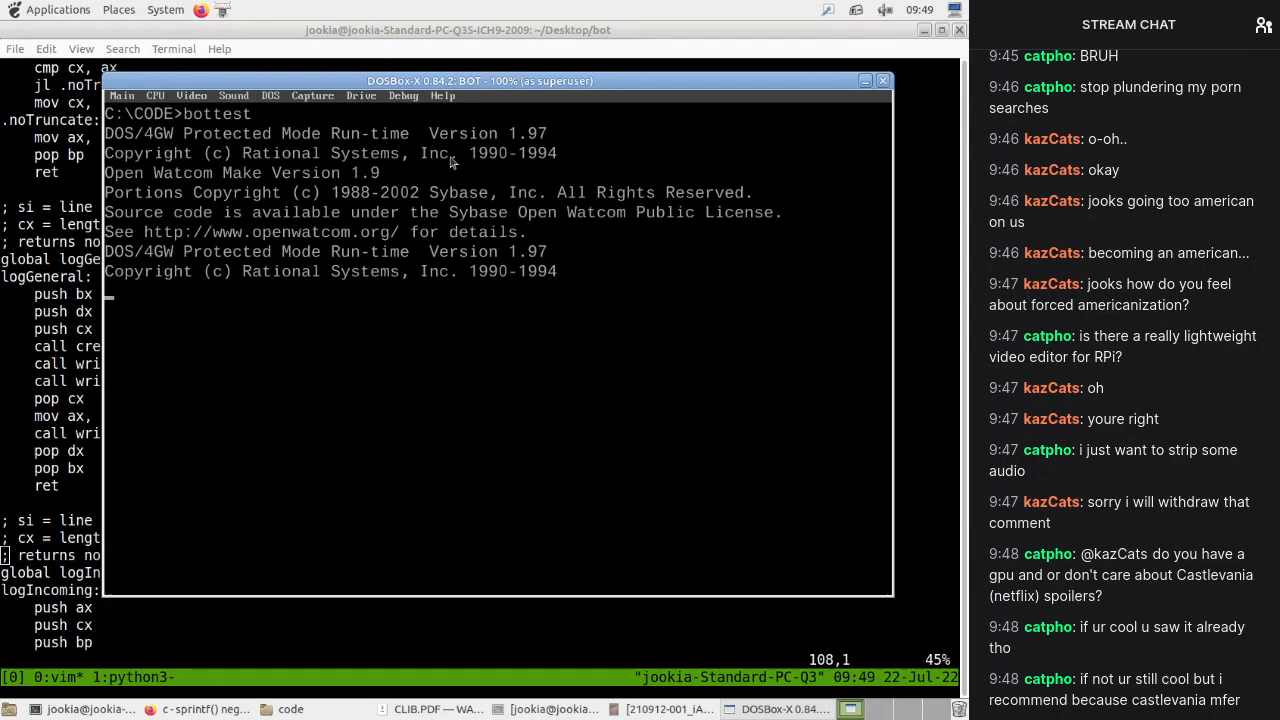 Applications Places System 09:49
jookia@jookia-Standard-PC-Q35-ICH9-2009: ~/Desktop/bot
File Edit View Search Terminal Help
cmp cx, ax
jl .noTr
mov cx,
.noTruncate:
mov ax,
pop bp
ret
; si = line
; cx = lengt
; returns no
global logGe
logGeneral:
push bx
push dx
push cx
call cre
call wri
call wri
pop cx
mov ax,
call wri
pop dx
pop bx
ret
; si = line
; cx = lengt
; returns no
global logIn
logIncoming:
push ax
push cx
push bp
108,1 45%
[0] 0:vim* 1:python3- "jookia-Standard-PC-Q3" 09:49 22-Jul-22
DOSBox-X 0.84.2: BOT - 100% (as superuser)
Main CPU Video Sound DOS Capture Drive Debug Help
C:\CODE>bottest
DOS/4GW Protected Mode Run-time Version 1.97
Copyright (c) Rational Systems, Inc. 1990-1994
Open Watcom Make Version 1.9
Portions Copyright (c) 1988-2002 Sybase, Inc. All Rights Reserved.
Source code is available under the Sybase Open Watcom Public License.
See http://www.openwatcom.org/ for details.
DOS/4GW Protected Mode Run-time Version 1.97
Copyright (c) Rational Systems, Inc. 1990-1994
jookia@jookia-... c - sprintf() neg... code CLIB.PDF — WA... [jookia@jookia-... [210912-001_iA... DOSBox-X 0.84....
STREAM CHAT
9:45 catpho: BRUH
9:46 catpho: stop plundering my porn
searches
9:46 kazCats: o-oh..
9:46 kazCats: okay
9:46 kazCats: jooks going too american
on us
9:46 kazCats: becoming an american...
9:47 kazCats: jooks how do you feel
about forced americanization?
9:47 catpho: is there a really lightweight
video editor for RPi?
9:47 kazCats: oh
9:47 kazCats: youre right
9:47 catpho: i just want to strip some
audio
9:47 kazCats: sorry i will withdraw that
comment
9:48 catpho: @kazCats do you have a
gpu and or don't care about Castlevania
(netflix) spoilers?
9:48 catpho: if ur cool u saw it already
tho
9:48 catpho: if not ur still cool but i
recommend because castlevania mfer